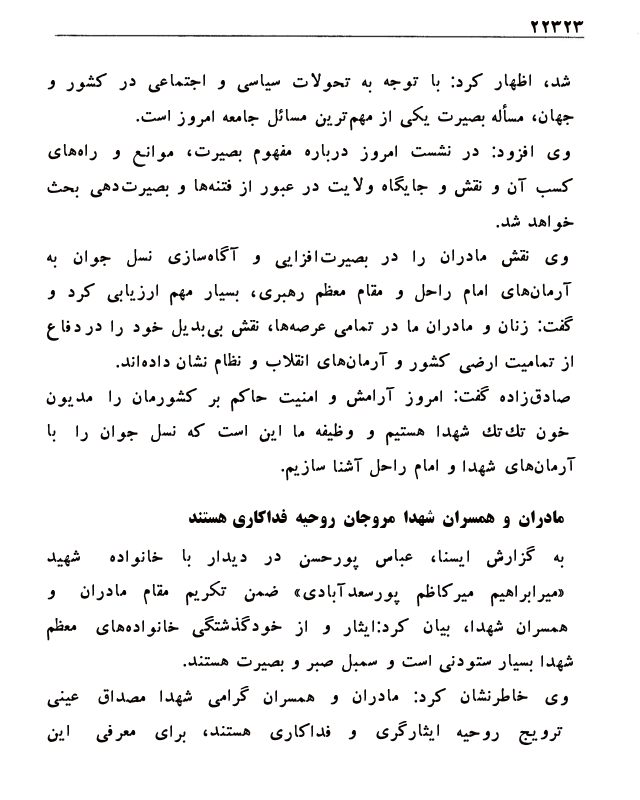 ۲۲۳۲۳
شد، اظهار کرد: با توجه به تحولات سیاسی و اجتماعی در کشور و
جهان، مسأله بصیرت یکی از مهم‌ترین مسائل جامعه امروز است.
وی افزود: در نشست امروز درباره مفهوم بصیرت، موانع و راه‌های
کسب آن و نقش و جایگاه ولایت در عبور از فتنه‌ها و بصیرت‌دهی بحث
خواهد شد.
وی نقش مادران را در بصیرت‌افزایی و آگاه‌سازی نسل جوان به
آرمان‌های امام راحل و مقام معظم رهبری، بسیار مهم ارزیابی کرد و
گفت: زنان و مادران ما در تمامی عرصه‌ها، نقش بی‌بدیل خود را در دفاع
از تمامیت ارضی کشور و آرمان‌های انقلاب و نظام نشان داده‌اند.
صادق‌زاده گفت: امروز آرامش و امنیت حاکم بر کشورمان را مدیون
خون تك‌تك شهدا هستیم و وظیفه ما این است که نسل جوان را با
آرمان‌های شهدا و امام راحل آشنا سازیم.
مادران و همسران شهدا مروجان روحیه فداکاری هستند
به گزارش ایسنا، عباس پورحسن در دیدار با خانواده شهید
«میرابراهیم میرکاظم پورسعدآبادی» ضمن تکریم مقام مادران و
همسران شهدا، بیان کرد:ایثار و از خودگذشتگی خانواده‌های معظم
شهدا بسیار ستودنی است و سمبل صبر و بصیرت هستند.
وی خاطرنشان کرد: مادران و همسران گرامی شهدا مصداق عینی
ترویج روحیه ایثارگری و فداکاری هستند، برای معرفی این